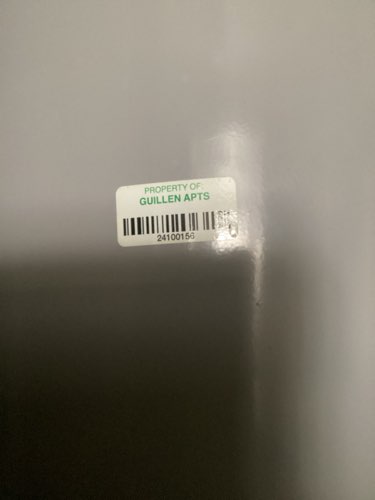 PROPERTY OF:
GUILLEN APTS
24100156